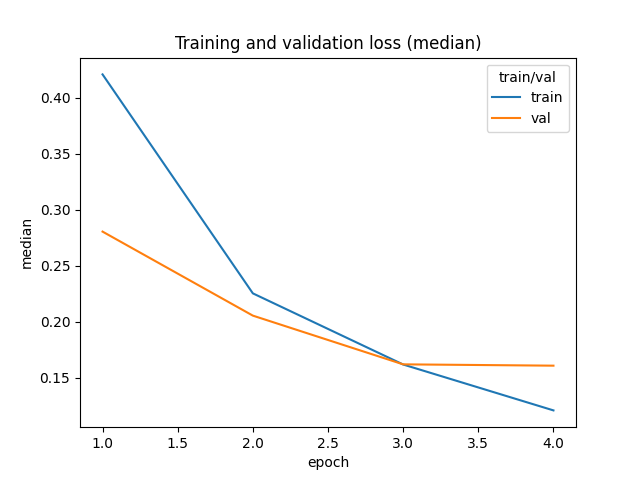 Training and validation loss (median)
train/val
train
val
0.40
0.35
0.30
0.25
0.20
0.15
median
1.0
1.5
2.0
2.5
3.0
3.5
4.0
epoch